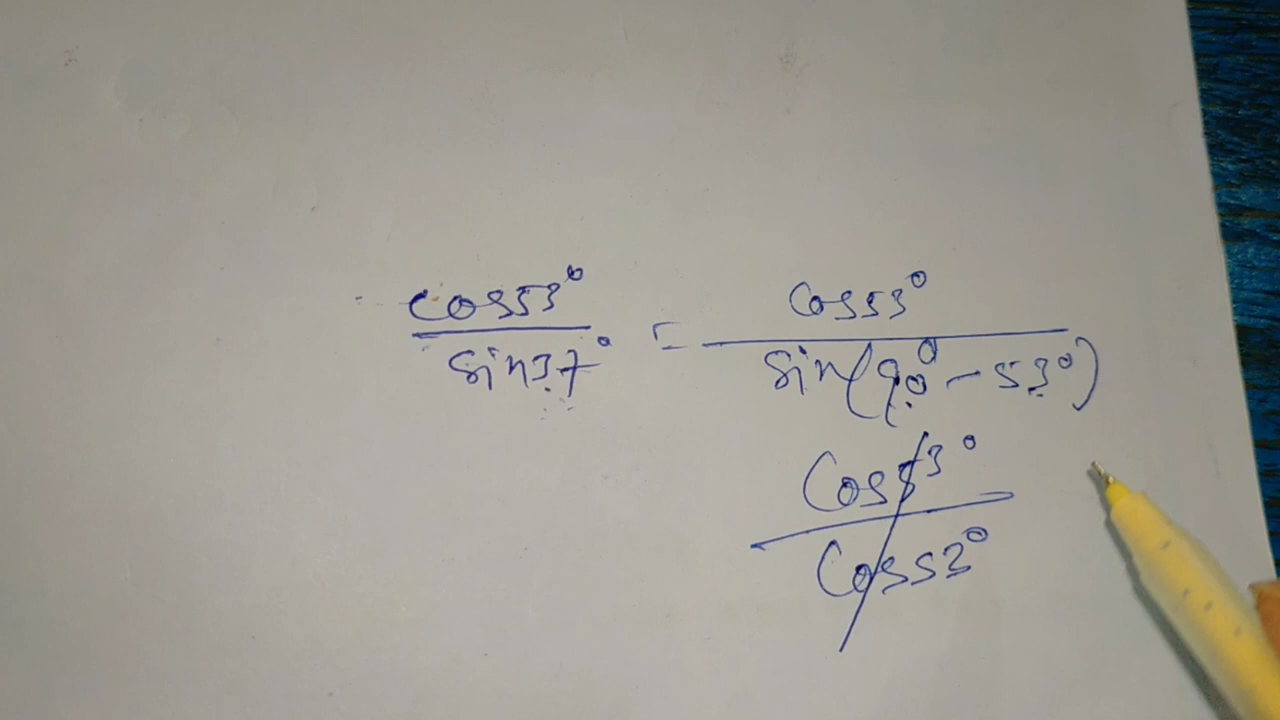 cos53° / sin37° = cos53° / sin(90° - 53°)
cos53° / cos53°